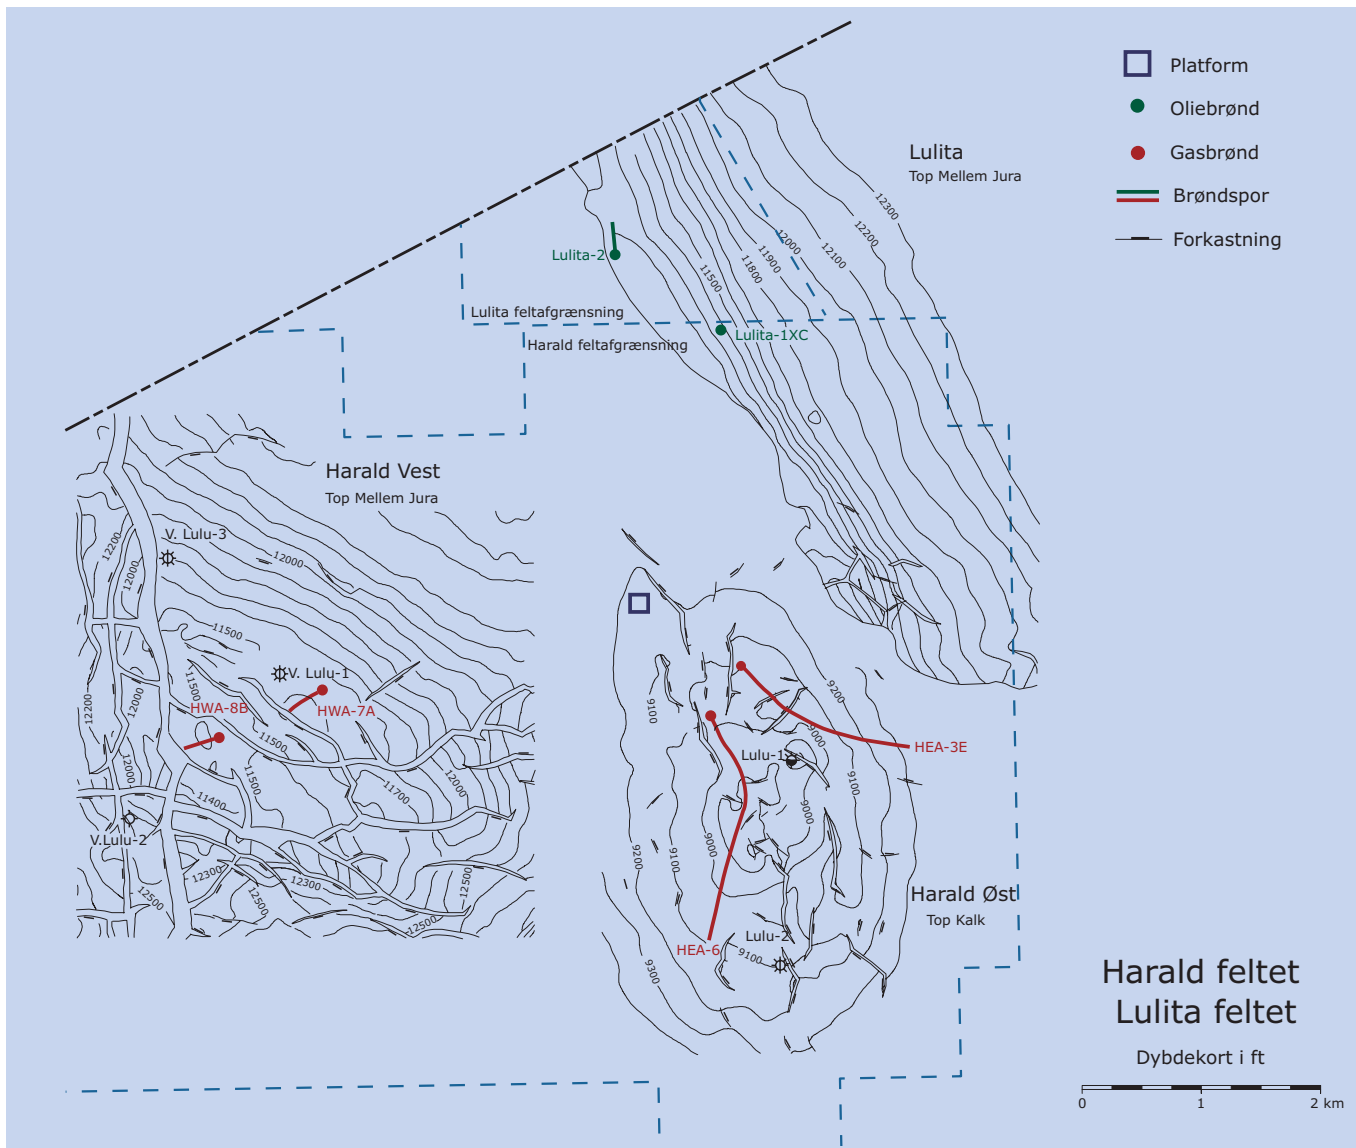 Platform
Oliebrønd
Gasbrønd
Brøndspor
Forkastning
Lulita
Top Mellem Jura
12300
12200
12100
12000
11900
11800
11500
Lulita-2
Lulita feltafgrænsning
Harald feltafgrænsning
Lulita-1XC
Harald Vest
Top Mellem Jura
V. Lulu-3
12200
12000
12000
11500
V. Lulu-1
11500
HWA-8B
HWA-7A
12200
12000
11500
12000
11500
11700
12000
11400
V.Lulu-2
12300
12300
12500
12500
12500
12500
9200
9100
9000
HEA-3E
Lulu-1
9100
9000
9000
9200
9100
Harald Øst
Top Kalk
Lulu-2
HEA-6
9100
9300
Harald feltet
Lulita feltet
Dybdekort i ft
0 1 2 km